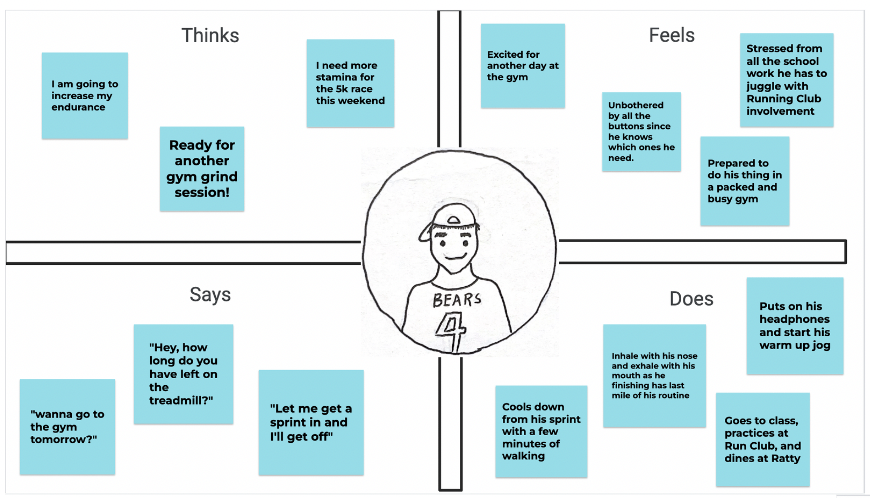 Thinks
I am going to
increase my
endurance
I need more
stamina for
the 5k race
this weekend
Ready for
another
gym grind
session!
Feels
Excited for
another day at
the gym
Unbothered
by all the
buttons since
he knows
which ones he
need.
Stressed from
all the school
work he has to
juggle with
Running Club
involvement
Prepared to
do his thing in
a packed and
busy gym
BEARS
4
Says
"wanna go to
the gym
tomorrow?"
"Hey, how
long do you
have left on
the
treadmill?"
"Let me get a
sprint in and
I'll get off"
Does
Cools down
from his sprint
with a few
minutes of
walking
Inhale with his nose
and exhale with his
mouth as he
finishing has last
mile of his routine
Puts on his
headphones
and start his
warm up jog
Goes to class,
practices at
Run Club, and
dines at Ratty